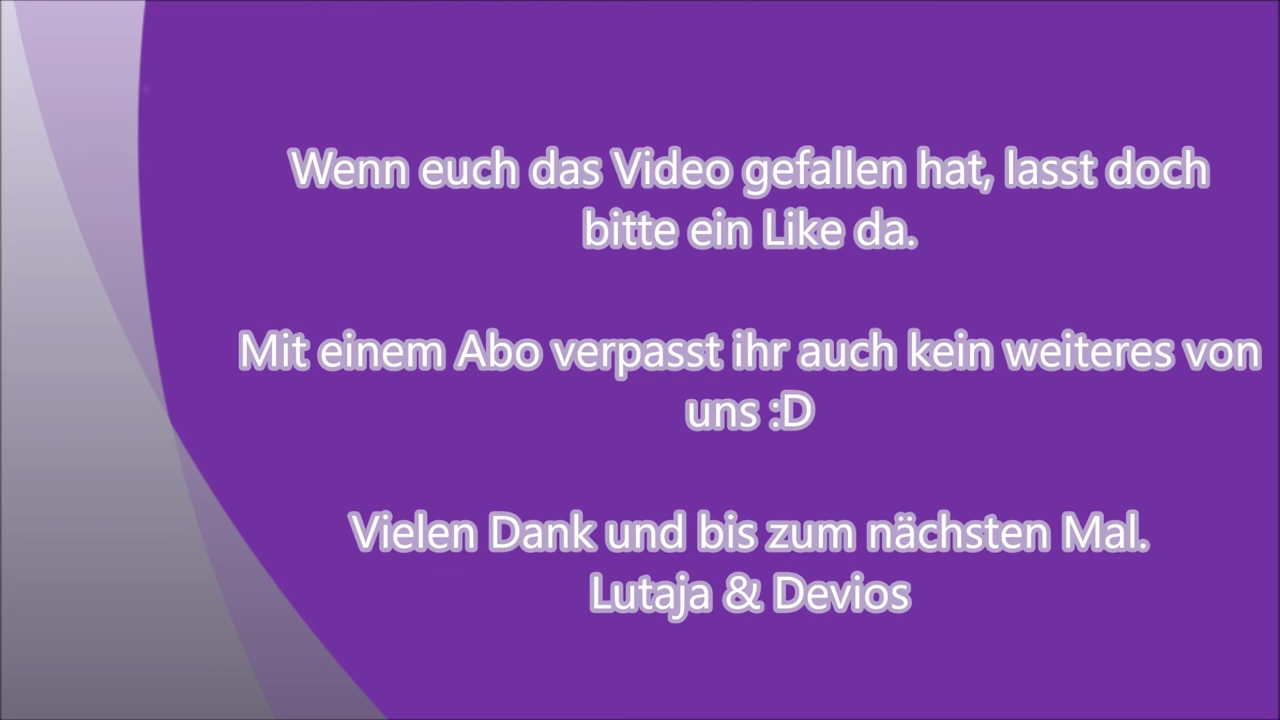 Wenn euch das Video gefallen hat, lasst doch
bitte ein Like da.
Mit einem Abo verpasst ihr auch kein weiteres von
uns :D
Vielen Dank und bis zum nächsten Mal.
Lutaja & Devios